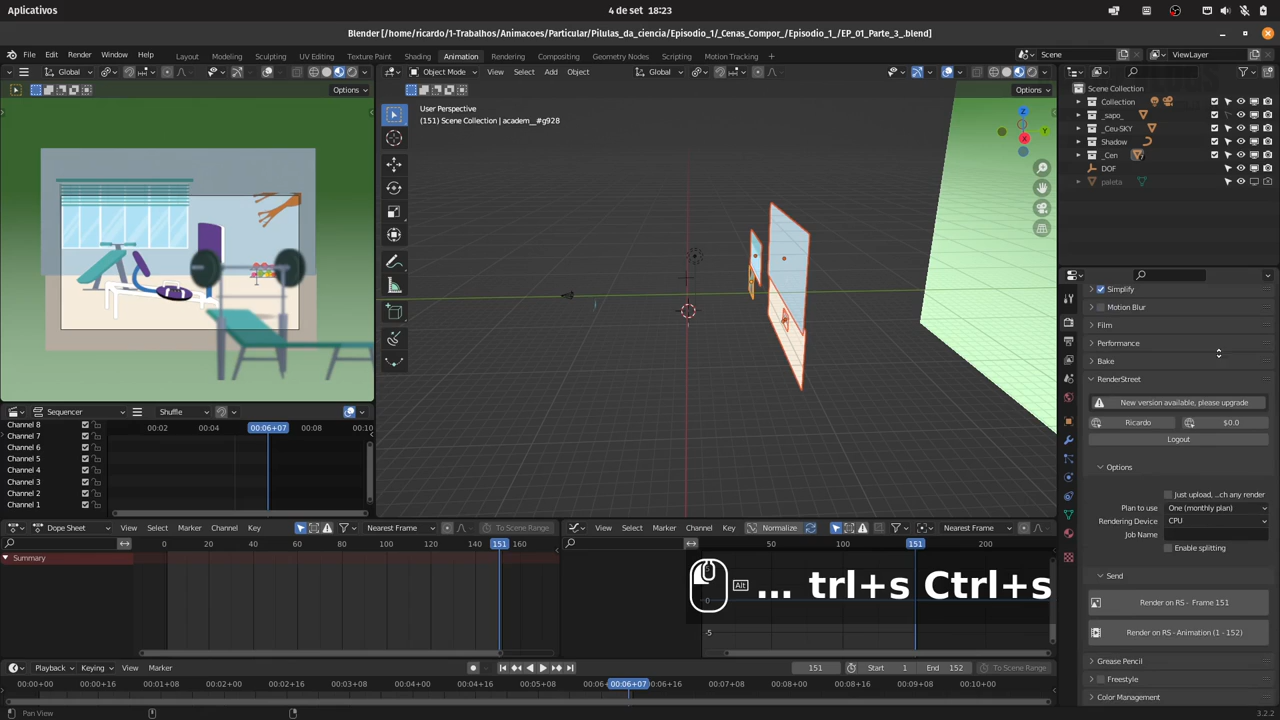 Aplicativos
4 de set 18:23
Blender [/home/ricardo/1-Trabalhos/Animacoes/Particular/Pilulas_da_ciencia/Episodio_1/_Cenas_Compor_/Episodio_1_/EP_01_Parte_3_.blend]
File Edit Render Window Help Layout Modeling Sculpting UV Editing Texture Paint Shading Animation Rendering Compositing Geometry Nodes Scripting Motion Tracking Scene ViewLayer
Global Object Mode View Select Add Object Global
Options Options
User Perspective
(151) Scene Collection | academ__#g928
Z
Y
X
Scene Collection
Collection
_sapo_
_Ceu-SKY
Shadow
_Cen
DOF
paleta
Simplify
Motion Blur
Film
Performance
Bake
RenderStreet
New version available, please upgrade
Ricardo $0.0
Logout
Options
Just upload, ...ch any render
Plan to use One (monthly plan)
Rendering Device CPU
Job Name
Enable splitting
Send
Render on RS - Frame 151
Render on RS - Animation (1 - 152)
Grease Pencil
Freestyle
Color Management
Sequencer Shuffle
00:02 00:04 00:06+07 00:08 00:10
Channel 8
Channel 7
Channel 6
Channel 5
Channel 4
Channel 3
Channel 2
Channel 1
Dope Sheet View Select Marker Channel Key Nearest Frame To Scene Range
0 20 40 60 80 100 120 140 151 160
Summary
View Select Marker Channel Key Normalize Nearest Frame
50 100 151 200
0
-5
Alt ... trl+s Ctrl+s
Playback Keying View Marker 151 Start 1 End 152 To Scene Range
00:00+00 00:00+16 00:01+08 00:02+00 00:02+16 00:03+08 00:04+00 00:04+16 00:05+08 00:06+07 00:06+16 00:07+08 00:08+00 00:08+16 00:09+08 00:10+00
Pan View 3.2.2